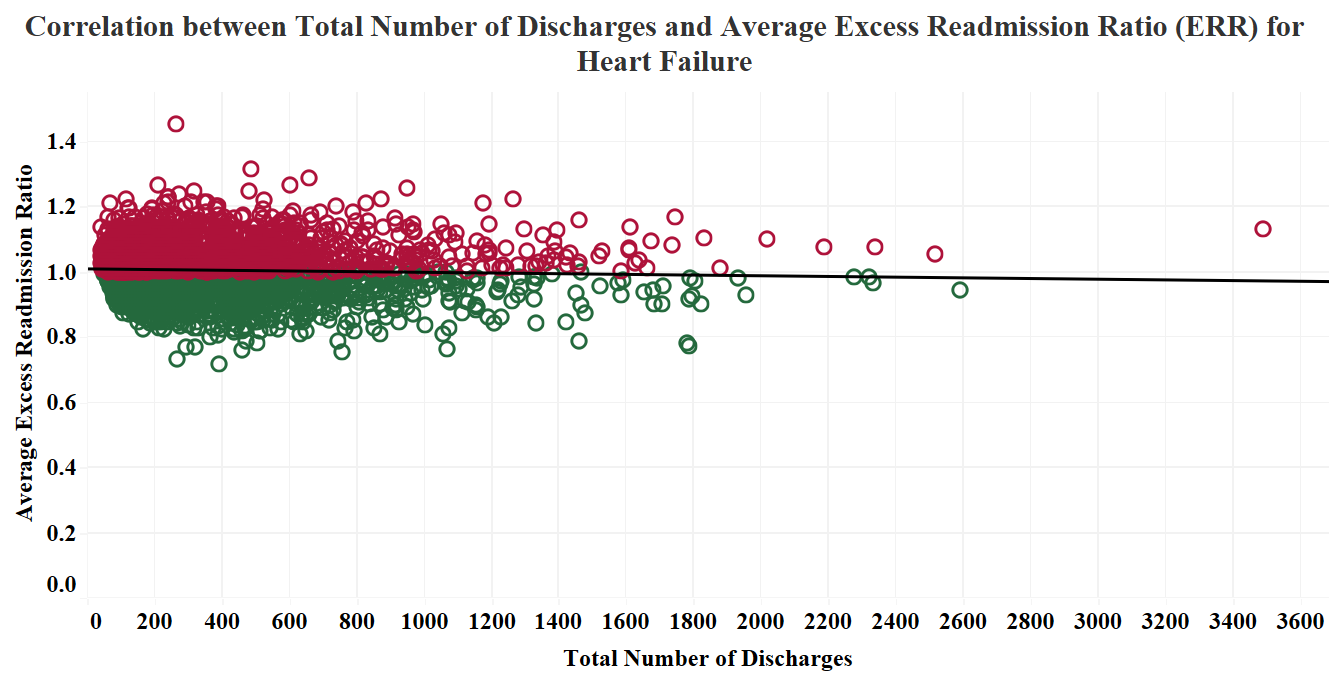 Correlation between Total Number of Discharges and Average Excess Readmission Ratio (ERR) for
Heart Failure
Average Excess Readmission Ratio
1.4
1.2
1.0
0.8
0.6
0.4
0.2
0.0
0 200 400 600 800 1000 1200 1400 1600 1800 2000 2200 2400 2600 2800 3000 3200 3400 3600
Total Number of Discharges